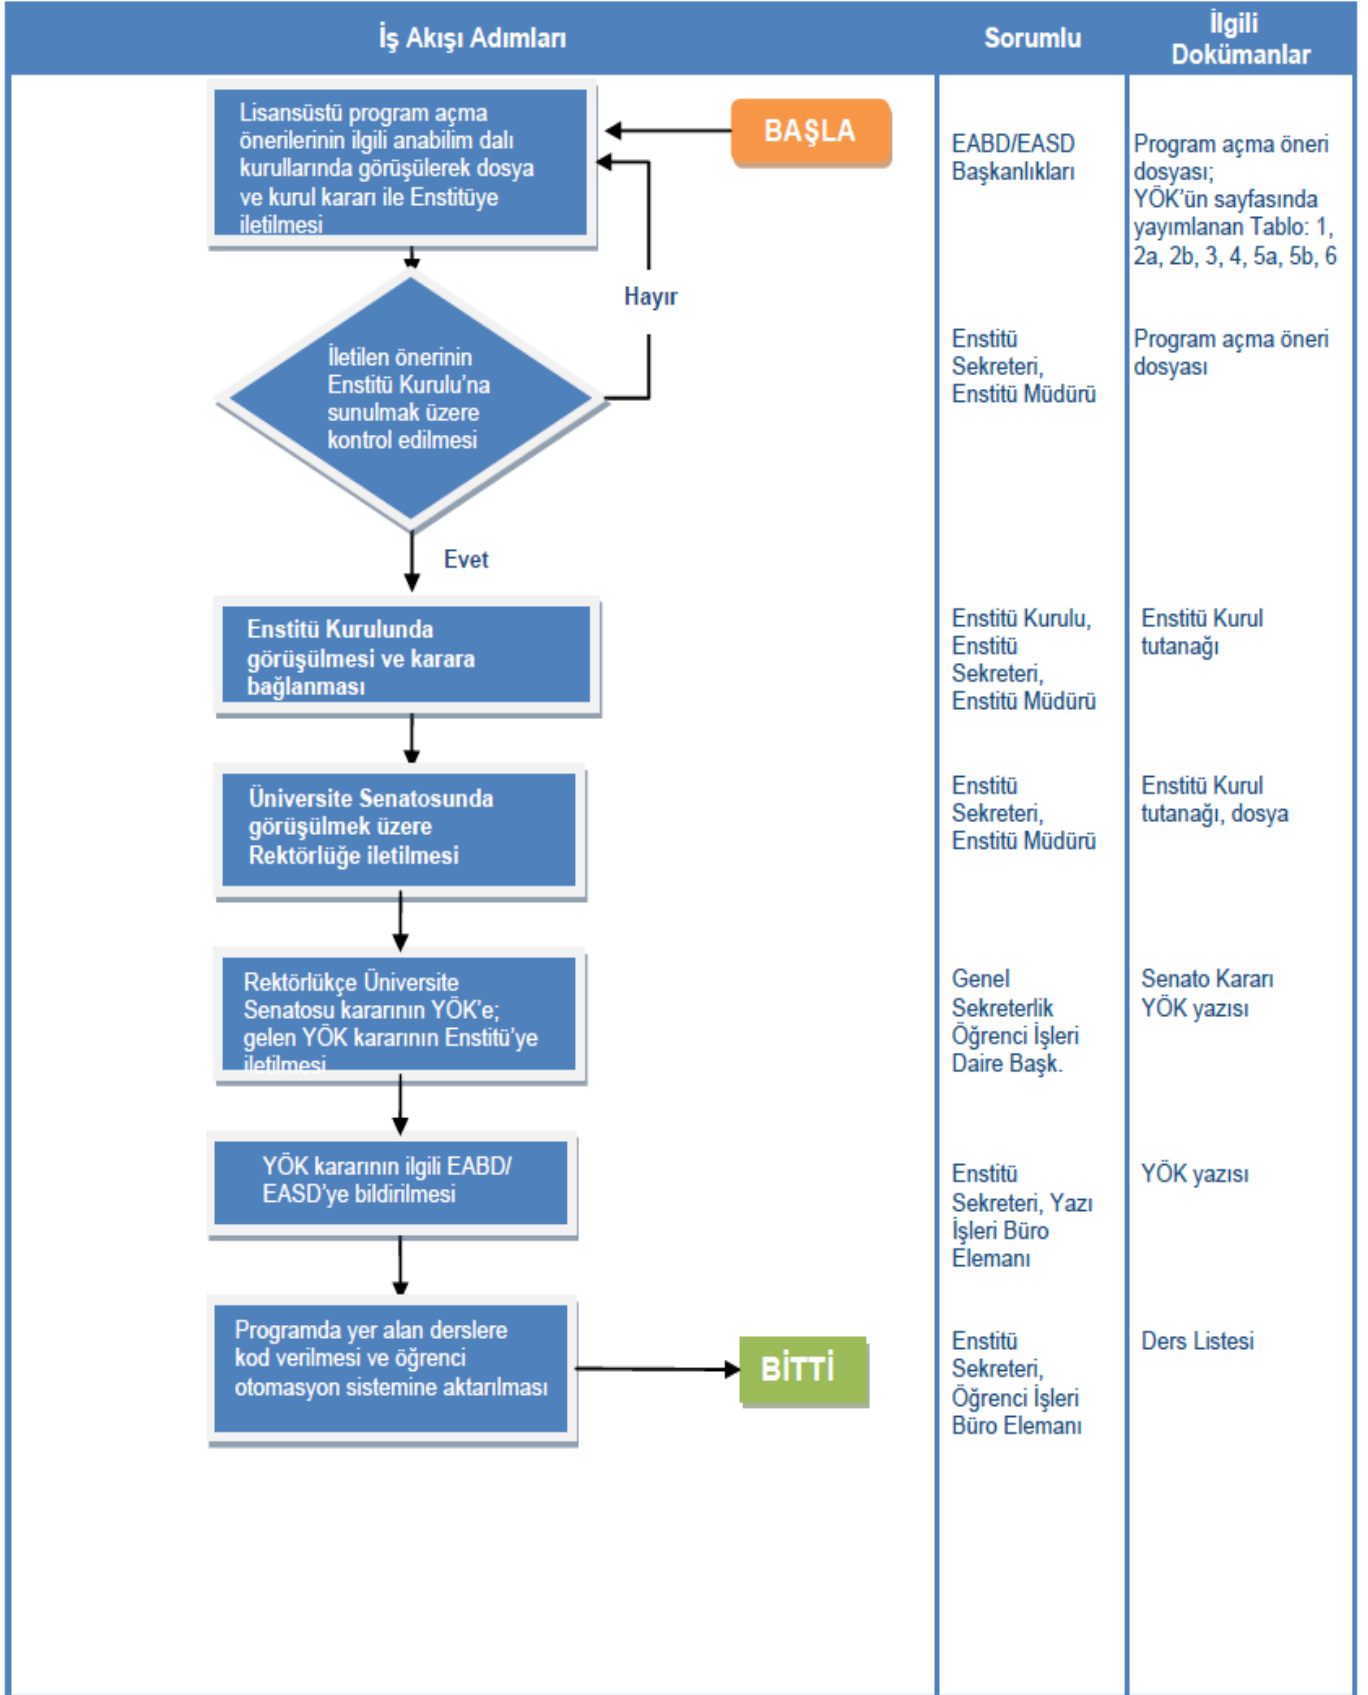 İş Akışı Adımları
Sorumlu
İlgili
Dokümanlar
Lisansüstü program açma
önerilerinin ilgili anabilim dalı
kurullarında görüşülerek dosya
ve kurul kararı ile Enstitüye
iletilmesi
BAŞLA
EABD/EASD
Başkanlıkları
Program açma öneri
dosyası;
YÖK’ün sayfasında
yayımlanan Tablo: 1,
2a, 2b, 3, 4, 5a, 5b, 6
Hayır
İletilen önerinin
Enstitü Kurulu’na
sunulmak üzere
kontrol edilmesi
Enstitü
Sekreteri,
Enstitü Müdürü
Program açma öneri
dosyası
Evet
Enstitü Kurulunda
görüşülmesi ve karara
bağlanması
Enstitü Kurulu,
Enstitü
Sekreteri,
Enstitü Müdürü
Enstitü Kurul
tutanağı
Üniversite Senatosunda
görüşülmek üzere
Rektörlüğe iletilmesi
Enstitü
Sekreteri,
Enstitü Müdürü
Enstitü Kurul
tutanağı, dosya
Rektörlükçe Üniversite
Senatosu kararının YÖK’e;
gelen YÖK kararının Enstitü’ye
iletilmesi
Genel
Sekreterlik
Öğrenci İşleri
Daire Başk.
Senato Kararı
YÖK yazısı
YÖK kararının ilgili EABD/
EASD’ye bildirilmesi
Enstitü
Sekreteri, Yazı
İşleri Büro
Elemanı
YÖK yazısı
Programda yer alan derslere
kod verilmesi ve öğrenci
otomasyon sistemine aktarılması
BİTTİ
Enstitü
Sekreteri,
Öğrenci İşleri
Büro Elemanı
Ders Listesi